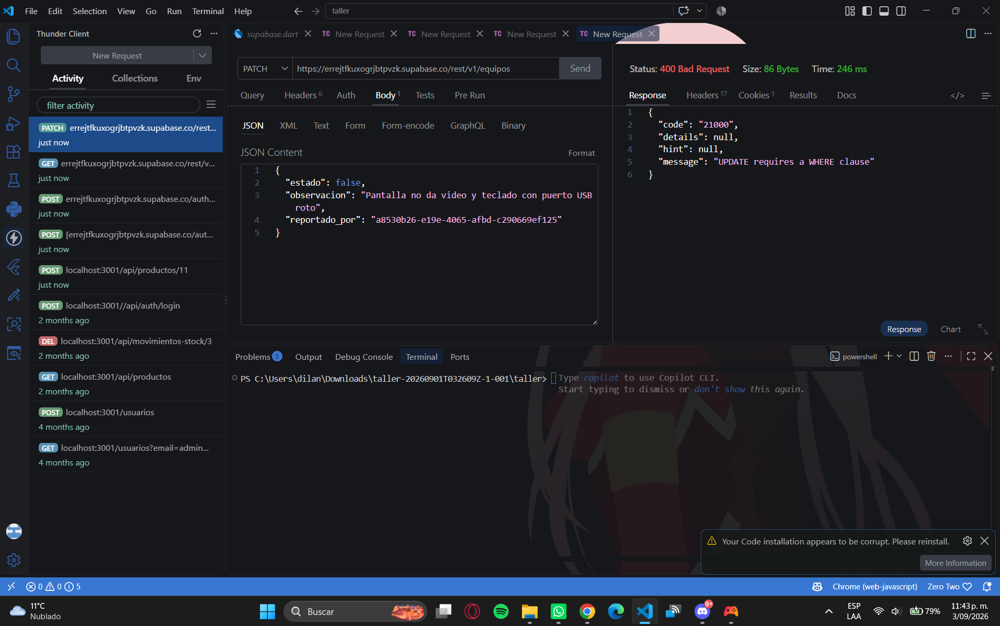 File Edit Selection View Go Run Terminal Help
taller
Thunder Client
New Request
Activity Collections Env
filter activity
PATCH errejtfkuxogrjbtpvzk.supabase.co/rest...
just now
GET errejtfkuxogrjbtpvzk.supabase.co/rest/v...
just now
POST errejtfkuxogrjbtpvzk.supabase.co/auth...
just now
POST [errejtfkuxogrjbtpvzk.supabase.co/aut...
just now
POST localhost:3001/api/productos/11
just now
POST localhost:3001//api/auth/login
2 months ago
DEL localhost:3001/api/movimientos-stock/3
2 months ago
GET localhost:3001/api/productos
2 months ago
POST localhost:3001/usuarios
4 months ago
GET localhost:3001/usuarios?email=admin...
4 months ago
supabase.dart TC New Request TC New Request TC New Request TC New Request
PATCH https://errejtfkuxogrjbtpvzk.supabase.co/rest/v1/equipos Send
Query Headers 6 Auth Body 1 Tests Pre Run
JSON XML Text Form Form-encode GraphQL Binary
JSON Content Format
1 {
2 "estado": false,
3 "observacion": "Pantalla no da video y teclado con puerto USB
roto",
4 "reportado_por": "a8530b26-e19e-4065-afbd-c290669ef125"
5 }
Status: 400 Bad Request Size: 86 Bytes Time: 246 ms
Response Headers 17 Cookies 1 Results Docs </>
1 {
2 "code": "21000",
3 "details": null,
4 "hint": null,
5 "message": "UPDATE requires a WHERE clause"
6 }
Response Chart
Problems 5 Output Debug Console Terminal Ports powershell
PS C:\Users\dilan\Downloads\taller-20260901T032609Z-1-001\taller> Type copilot to use Copilot CLI.
Start typing to dismiss or don't show this again.
Your Code installation appears to be corrupt. Please reinstall.
More Information
0 0 5 Chrome (web-javascript) Zero Two
11°C
Nublado
Buscar
9+
ESP
LAA
79%
11:43 p. m.
3/09/2026